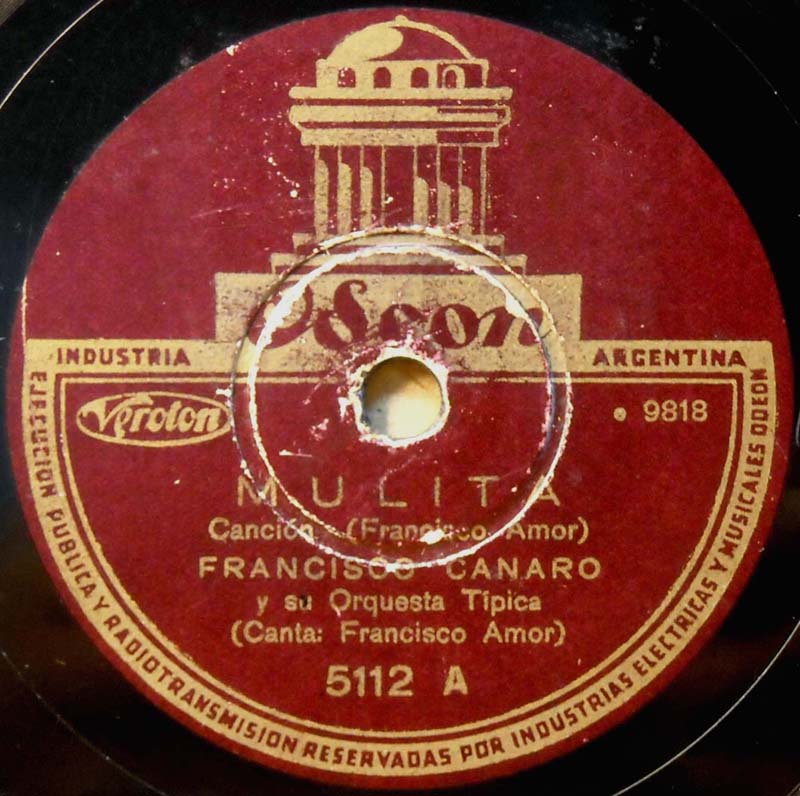 Odeon
INDUSTRIA ARGENTINA
Veroton
• 9818
MULITA
Canción - (Francisco Amor)
FRANCISCO CANARO
y su Orquesta Típica
(Canta: Francisco Amor)
5112 A
EJECUCION PUBLICA Y RADIOTRANSMISION RESERVADAS POR INDUSTRIAS ELECTRICAS Y MUSICALES ODEON